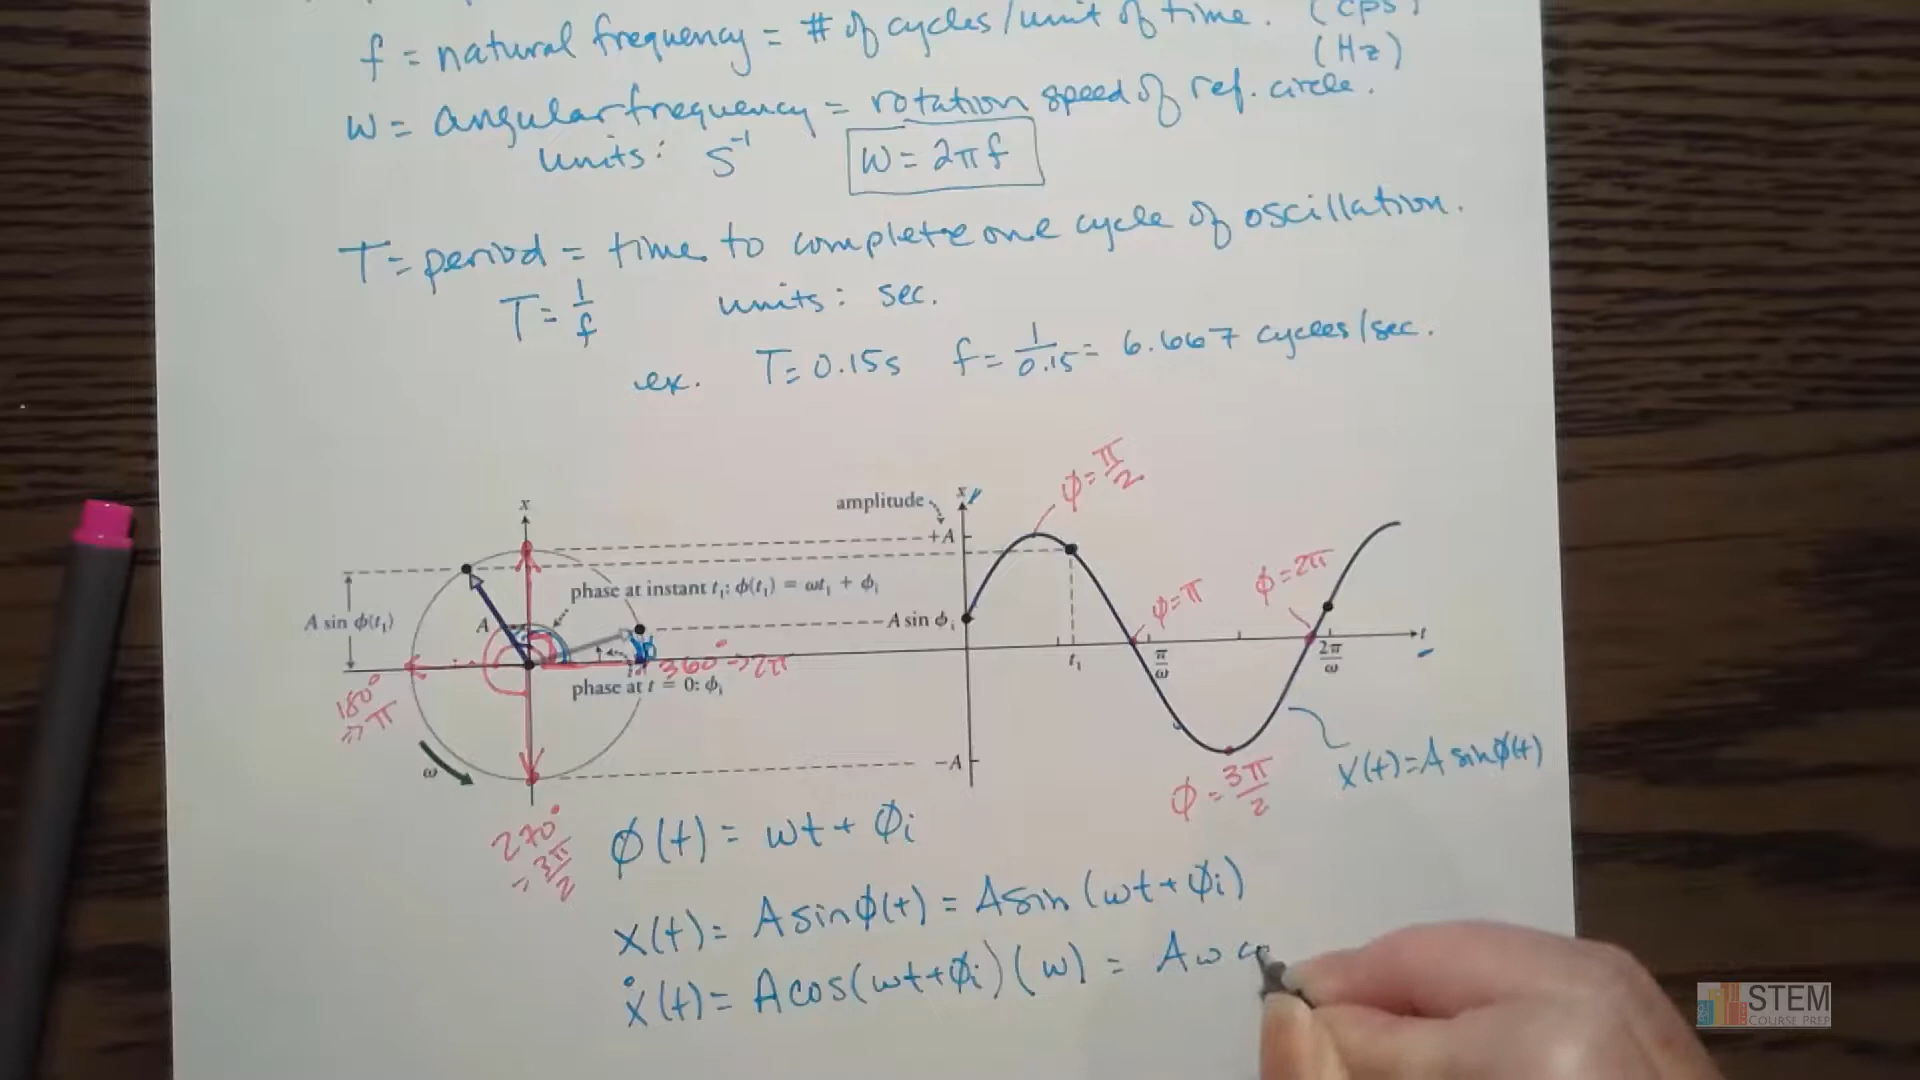 f = natural frequency = # of cycles/unit of time. (cps)
(Hz)
ω = angular frequency = rotation speed of ref. circle.
units: s⁻¹ ω = 2πf
T = period = time to complete one cycle of oscillation.
T = 1/f units: sec.
ex. T = 0.15s f = 1/0.15 = 6.667 cycles/sec.
φ = π/2
x amplitude x
+A
phase at instant t₁: φ(t₁) = ωt₁ + φᵢ
φ = π φ = 2π
A sin φ(t₁) A A sin φᵢ
360° = 2π t
t₁ π/ω 2π/ω
180° = π phase at t = 0: φᵢ
ω −A
x(t) = A sin φ(t)
φ = 3π/2
270° = 3π/2
φ(t) = ωt + φᵢ
x(t) = A sin φ(t) = A sin (ωt + φᵢ)
ẋ(t) = A cos(ωt + φᵢ)(ω) = Aω c
STEM
COURSE PREP